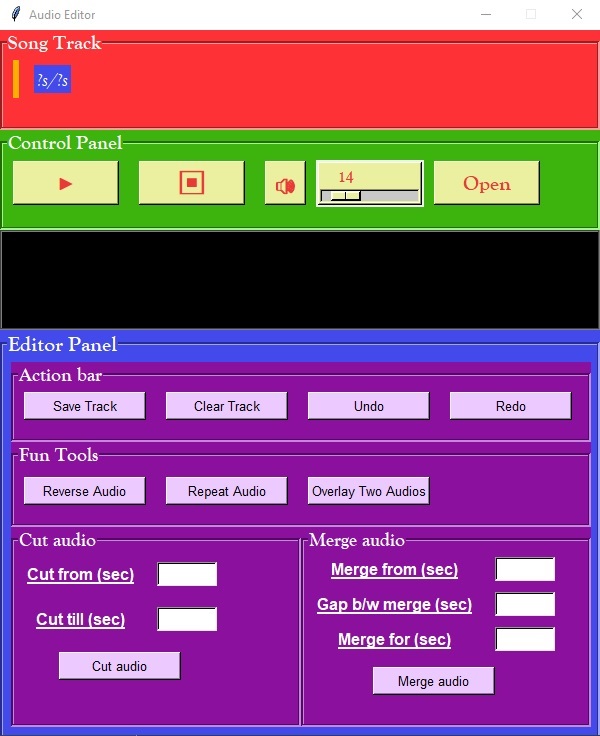 Audio Editor
Song Track
?s/?s
Control Panel
14
Open
Editor Panel
Action bar
Save Track Clear Track Undo Redo
Fun Tools
Reverse Audio Repeat Audio Overlay Two Audios
Cut audio
Cut from (sec)
Cut till (sec)
Cut audio
Merge audio
Merge from (sec)
Gap b/w merge (sec)
Merge for (sec)
Merge audio